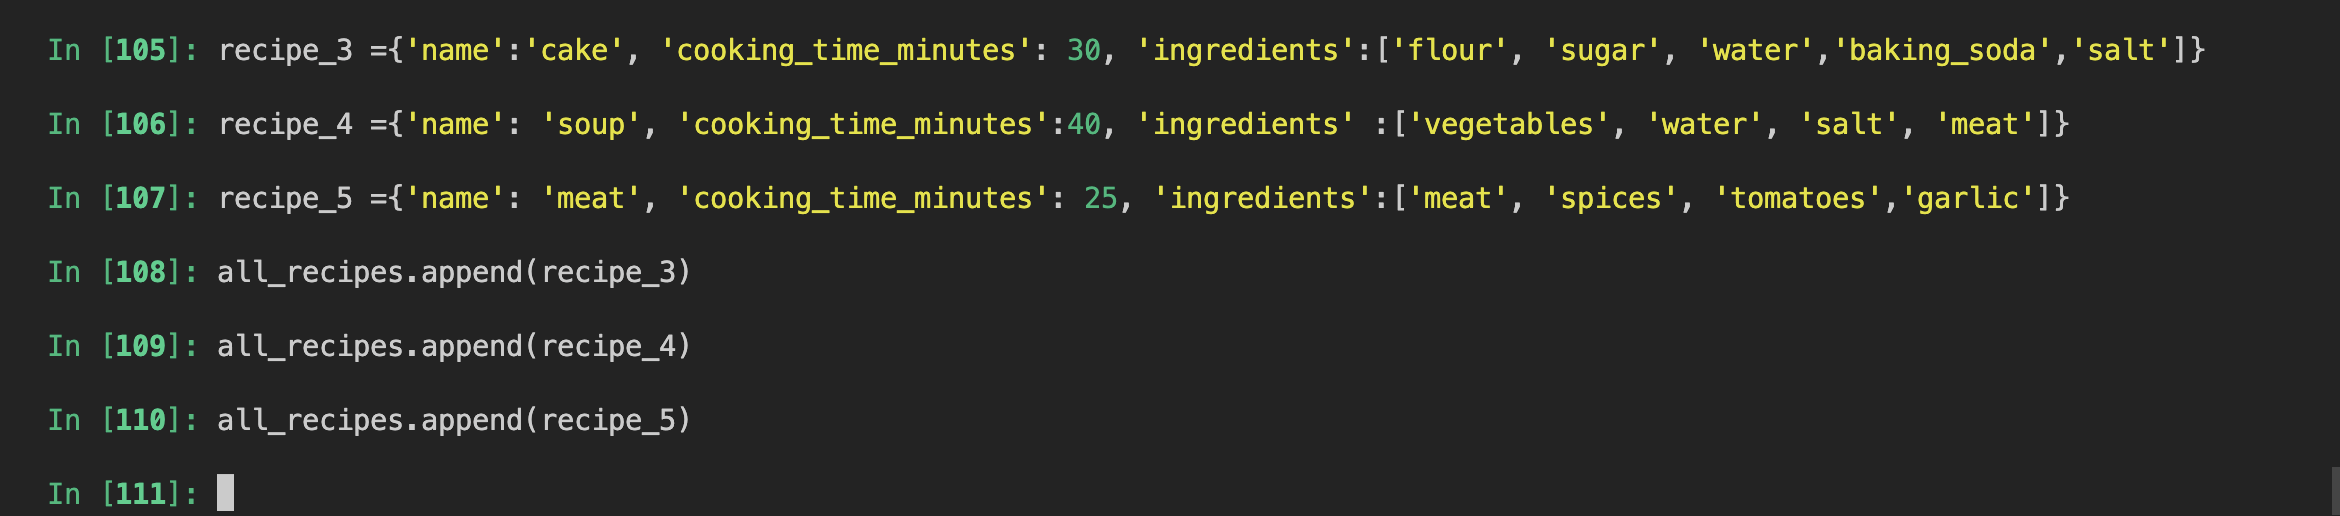 In [105]: recipe_3 ={'name':'cake', 'cooking_time_minutes': 30, 'ingredients':['flour', 'sugar', 'water','baking_soda','salt']}
In [106]: recipe_4 ={'name': 'soup', 'cooking_time_minutes':40, 'ingredients' :['vegetables', 'water', 'salt', 'meat']}
In [107]: recipe_5 ={'name': 'meat', 'cooking_time_minutes': 25, 'ingredients':['meat', 'spices', 'tomatoes','garlic']}
In [108]: all_recipes.append(recipe_3)
In [109]: all_recipes.append(recipe_4)
In [110]: all_recipes.append(recipe_5)
In [111]: